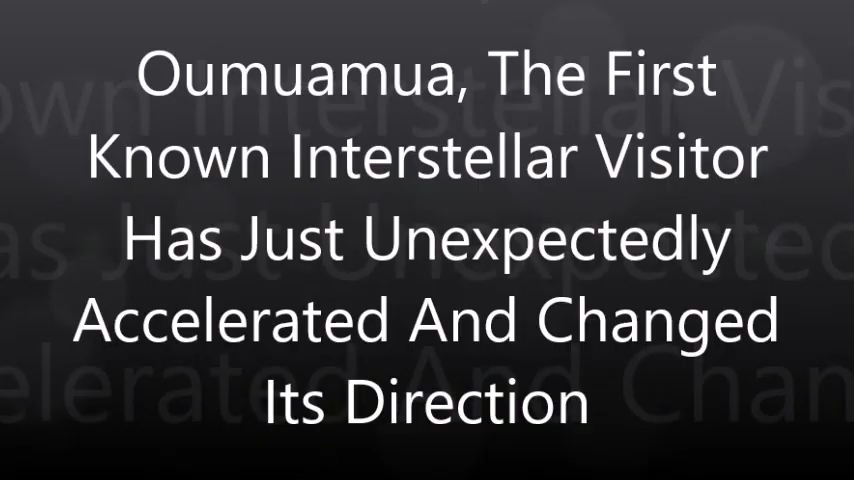 Oumuamua, The First
Known Interstellar Visitor
Has Just Unexpectedly
Accelerated And Changed
Its Direction